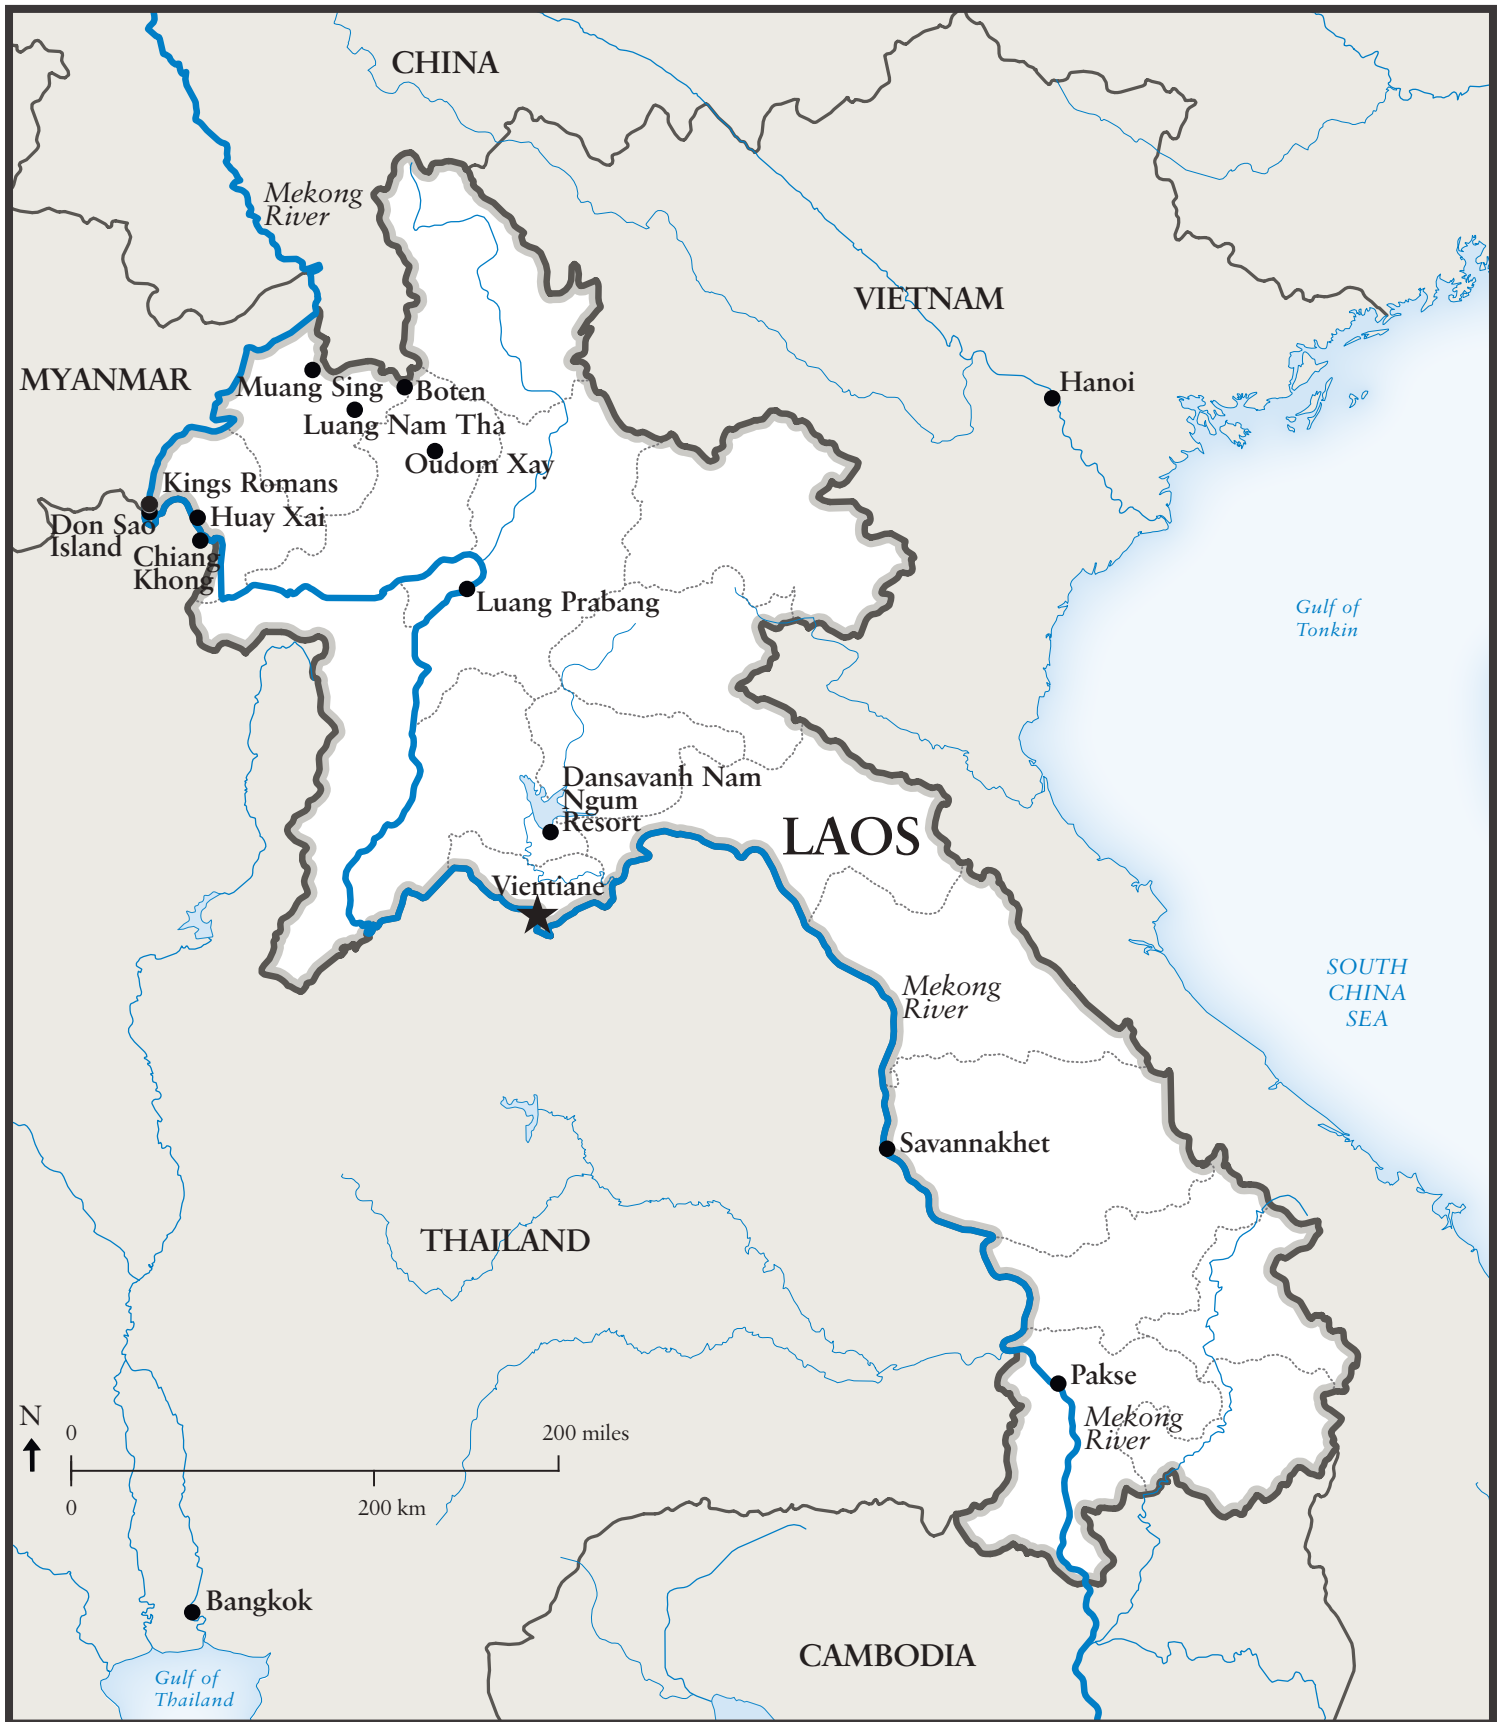 CHINA
Mekong
River
VIETNAM
MYANMAR
Muang Sing
Boten
Hanoi
Luang Nam Tha
Oudom Xay
Kings Romans
Don Sao
Island
Huay Xai
Chiang
Khong
Luang Prabang
Gulf of
Tonkin
Dansavanh Nam
Ngum
Resort
LAOS
Vientiane
Mekong
River
SOUTH
CHINA
SEA
Savannakhet
THAILAND
Pakse
Mekong
River
N
0
200 miles
0
200 km
Bangkok
CAMBODIA
Gulf of
Thailand